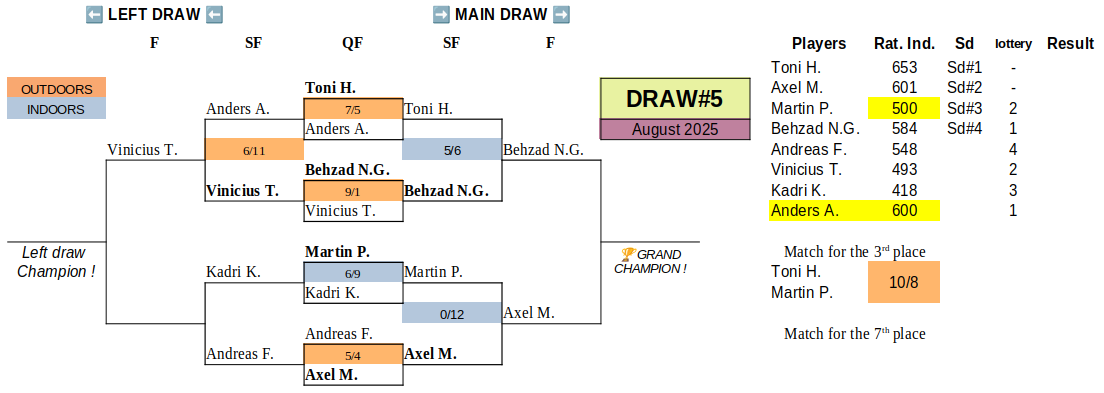 ⬅ LEFT DRAW ⬅ ➡ MAIN DRAW ➡
F SF QF SF F
Players Rat. Ind. Sd lottery Result
OUTDOORS
INDOORS
Toni H.
Anders A. 7/5 Toni H.
Anders A.
Vinicius T. 6/11 5/6 Behzad N.G.
Behzad N.G.
Vinicius T. 9/1 Behzad N.G.
Vinicius T.
Martin P.
Left draw
Champion !
Kadri K. 6/9 Martin P.
Kadri K.
0/12 Axel M.
Andreas F.
Andreas F. 5/4 Axel M.
Axel M.
🏆GRAND
CHAMPION !
DRAW#5
August 2025
Toni H. 653 Sd#1 -
Axel M. 601 Sd#2 -
Martin P. 500 Sd#3 2
Behzad N.G. 584 Sd#4 1
Andreas F. 548 4
Vinicius T. 493 2
Kadri K. 418 3
Anders A. 600 1
Match for the 3rd place
Toni H.
Martin P.
10/8
Match for the 7th place